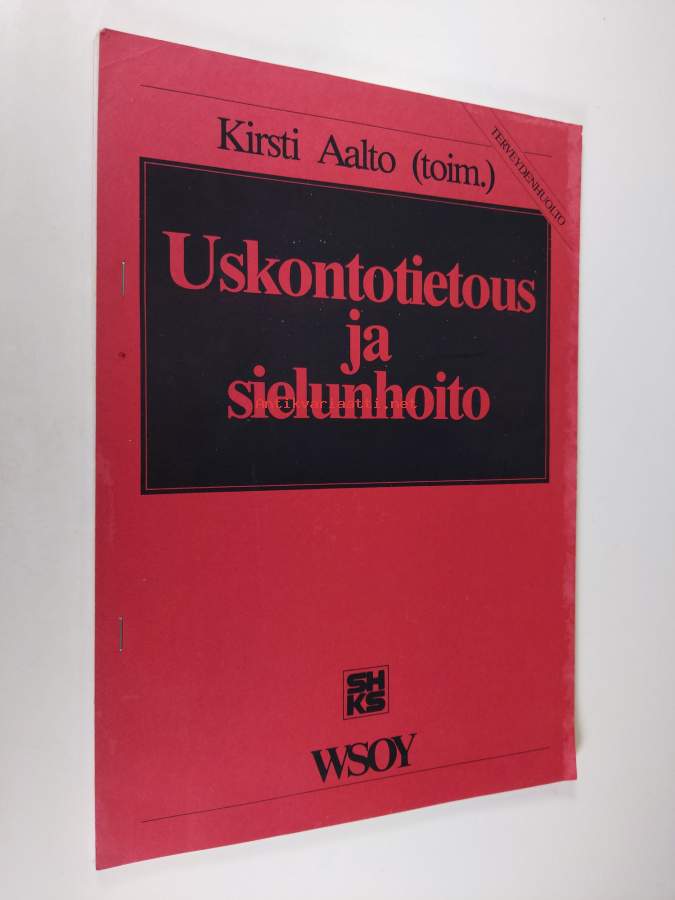 Kirsti Aalto (toim.)
TERVEYDENHUOLTO
Uskontotietous
ja
sielunhoito
Antikvariaatti.net
SH
KS
WSOY